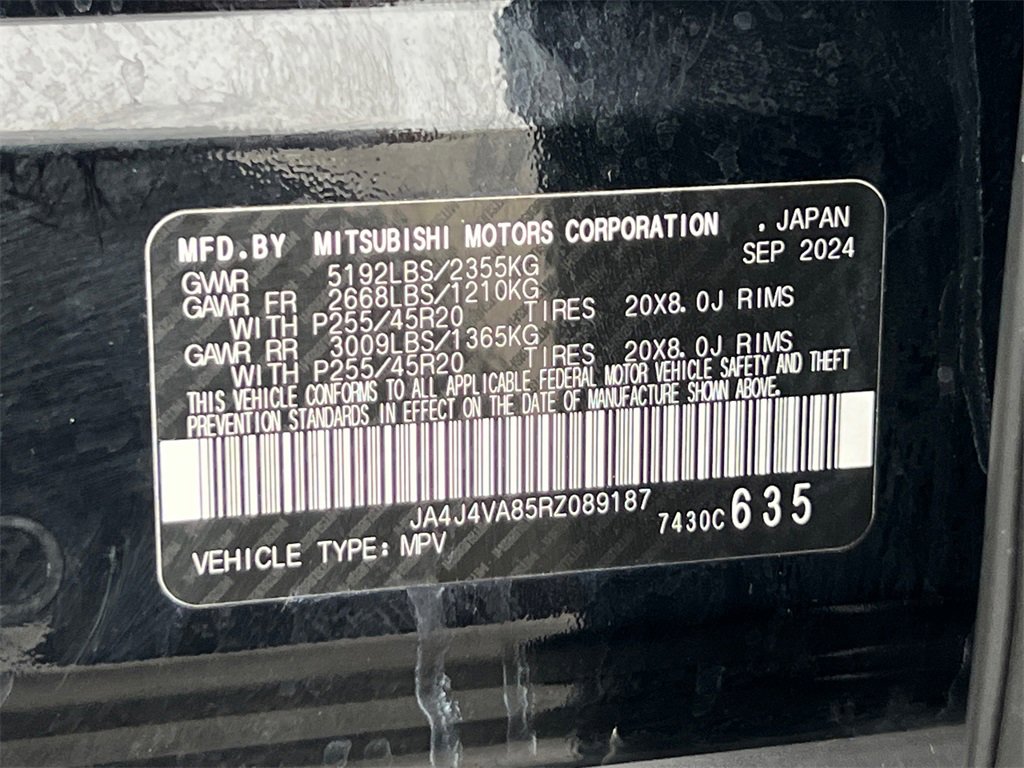 MFD.BY MITSUBISHI MOTORS CORPORATION . JAPAN
SEP 2024
GVWR 5192LBS/2355KG
GAWR FR 2668LBS/1210KG
WITH P255/45R20 TIRES 20X8.0J RIMS
GAWR RR 3009LBS/1365KG
WITH P255/45R20 TIRES 20X8.0J RIMS
THIS VEHICLE CONFORMS TO ALL APPLICABLE FEDERAL MOTOR VEHICLE SAFETY AND THEFT
PREVENTION STANDARDS IN EFFECT ON THE DATE OF MANUFACTURE SHOWN ABOVE.
JA4J4VA85RZ089187
7430C 635
VEHICLE TYPE: MPV